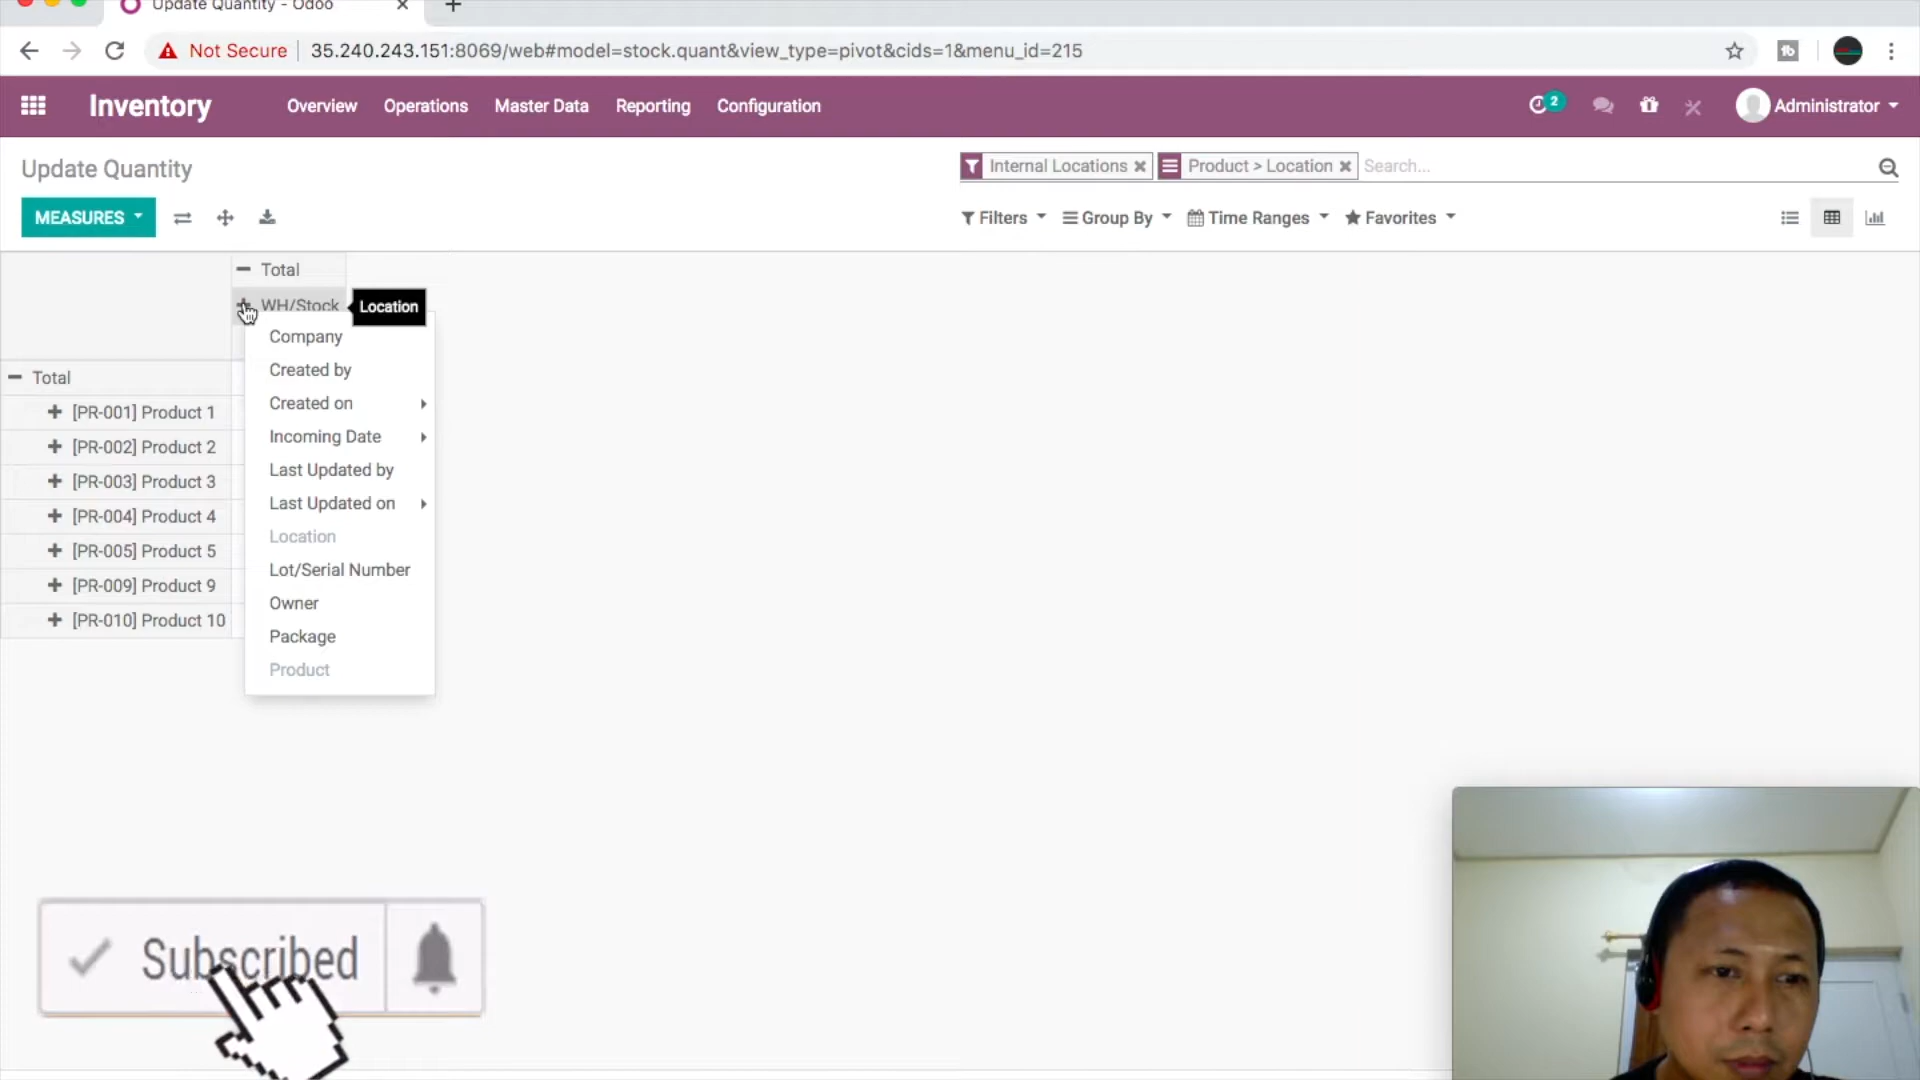 Update Quantity - Odoo
Not Secure 35.240.243.151:8069/web#model=stock.quant&view_type=pivot&cids=1&menu_id=215
Inventory Overview Operations Master Data Reporting Configuration 2 Administrator
Update Quantity Internal Locations Product > Location Search...
MEASURES Filters Group By Time Ranges Favorites
Total
WH/Stock Location
Company
Created by
Created on
Incoming Date
Last Updated by
Last Updated on
Location
Lot/Serial Number
Owner
Package
Product
Total
[PR-001] Product 1
[PR-002] Product 2
[PR-003] Product 3
[PR-004] Product 4
[PR-005] Product 5
[PR-009] Product 9
[PR-010] Product 10
Subscribed